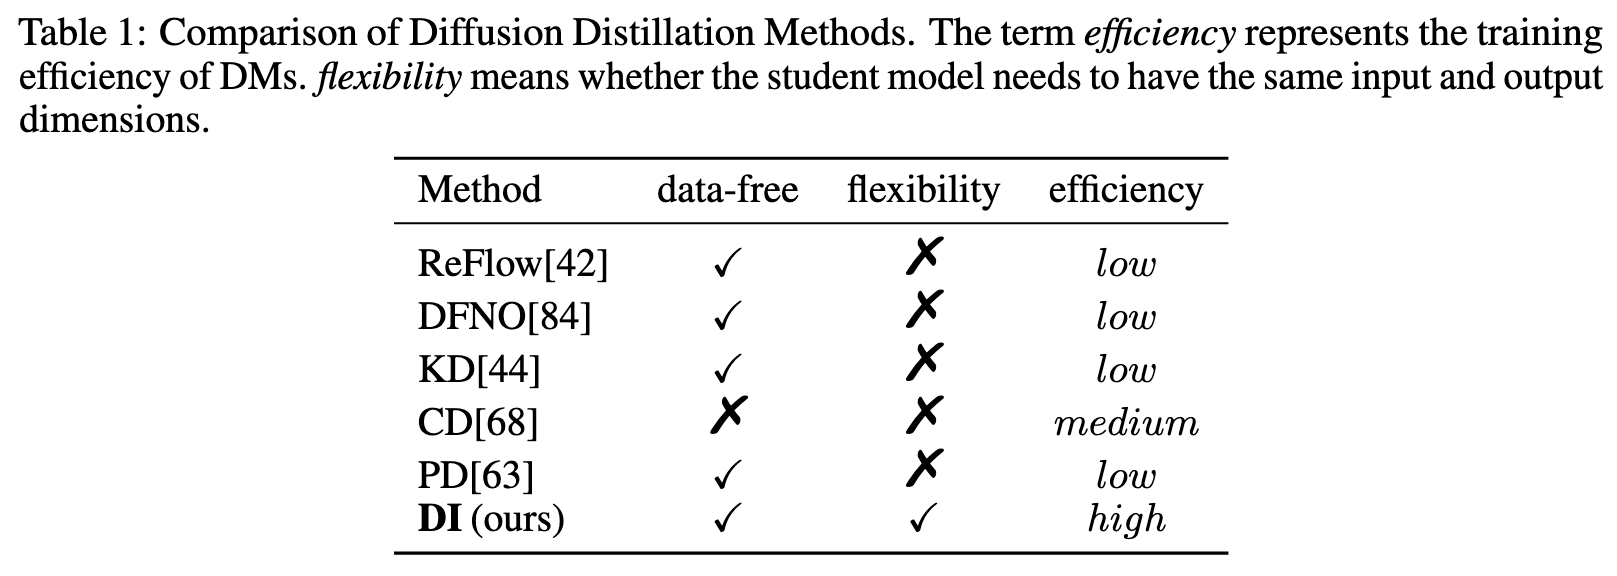 Table 1: Comparison of Diffusion Distillation Methods. The term efficiency represents the training
efficiency of DMs. flexibility means whether the student model needs to have the same input and output
dimensions.
Method data-free flexibility efficiency
ReFlow[42] ✓ ✗ low
DFNO[84] ✓ ✗ low
KD[44] ✓ ✗ low
CD[68] ✗ ✗ medium
PD[63] ✓ ✗ low
DI (ours) ✓ ✓ high